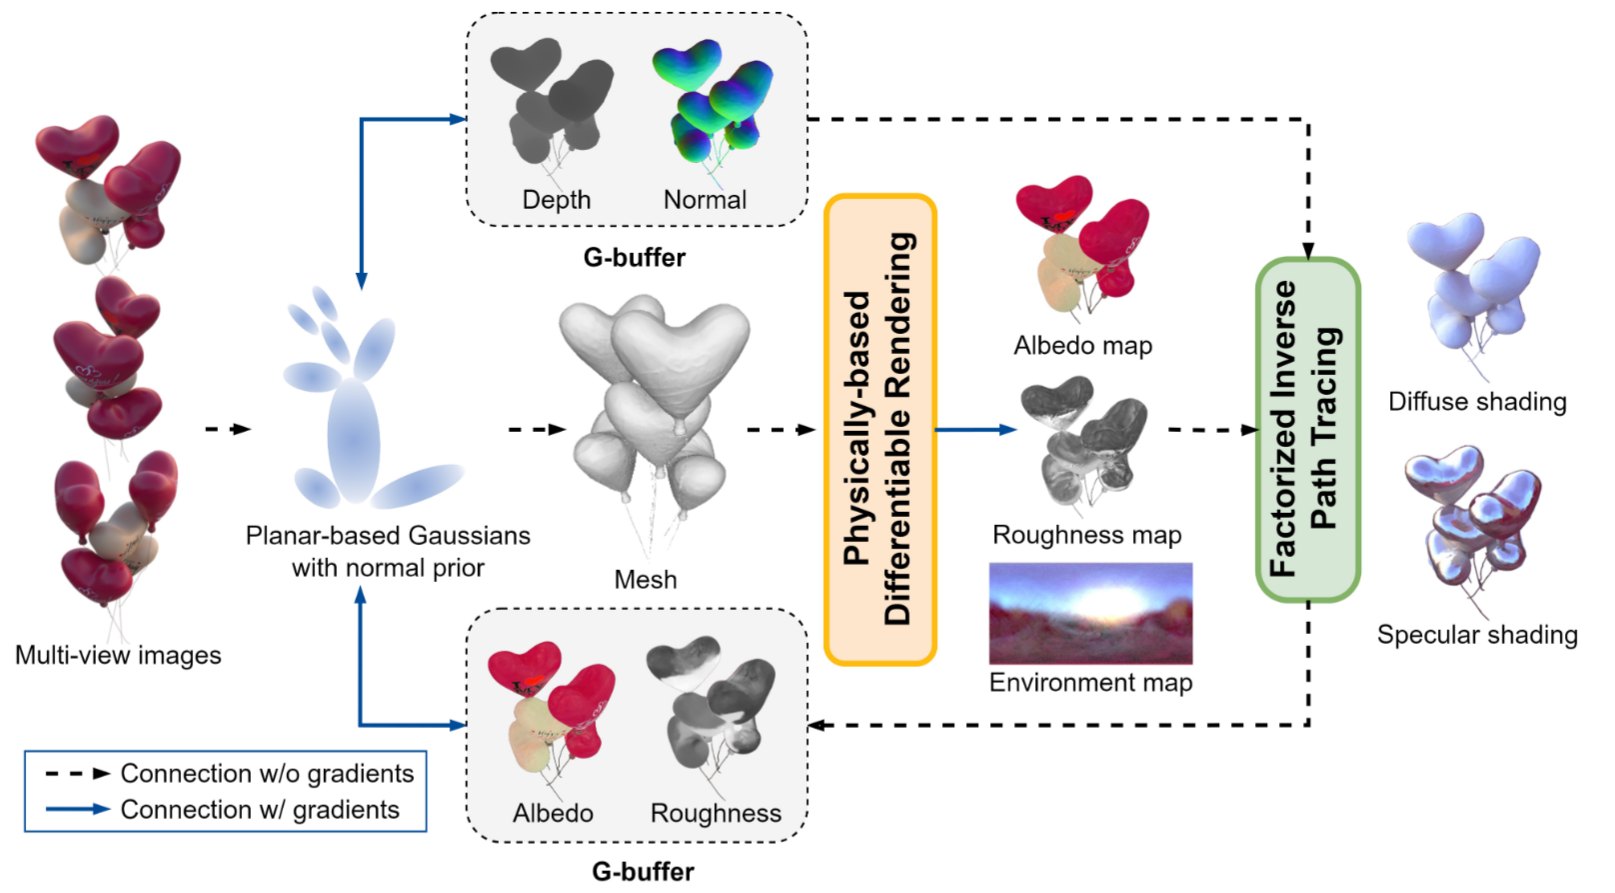 Depth
Normal
G-buffer
Multi-view images
Planar-based Gaussians
with normal prior
Mesh
Physically-based
Differentiable Rendering
Albedo map
Roughness map
Environment map
Factorized Inverse
Path Tracing
Diffuse shading
Specular shading
Albedo
Roughness
G-buffer
Connection w/o gradients
Connection w/ gradients